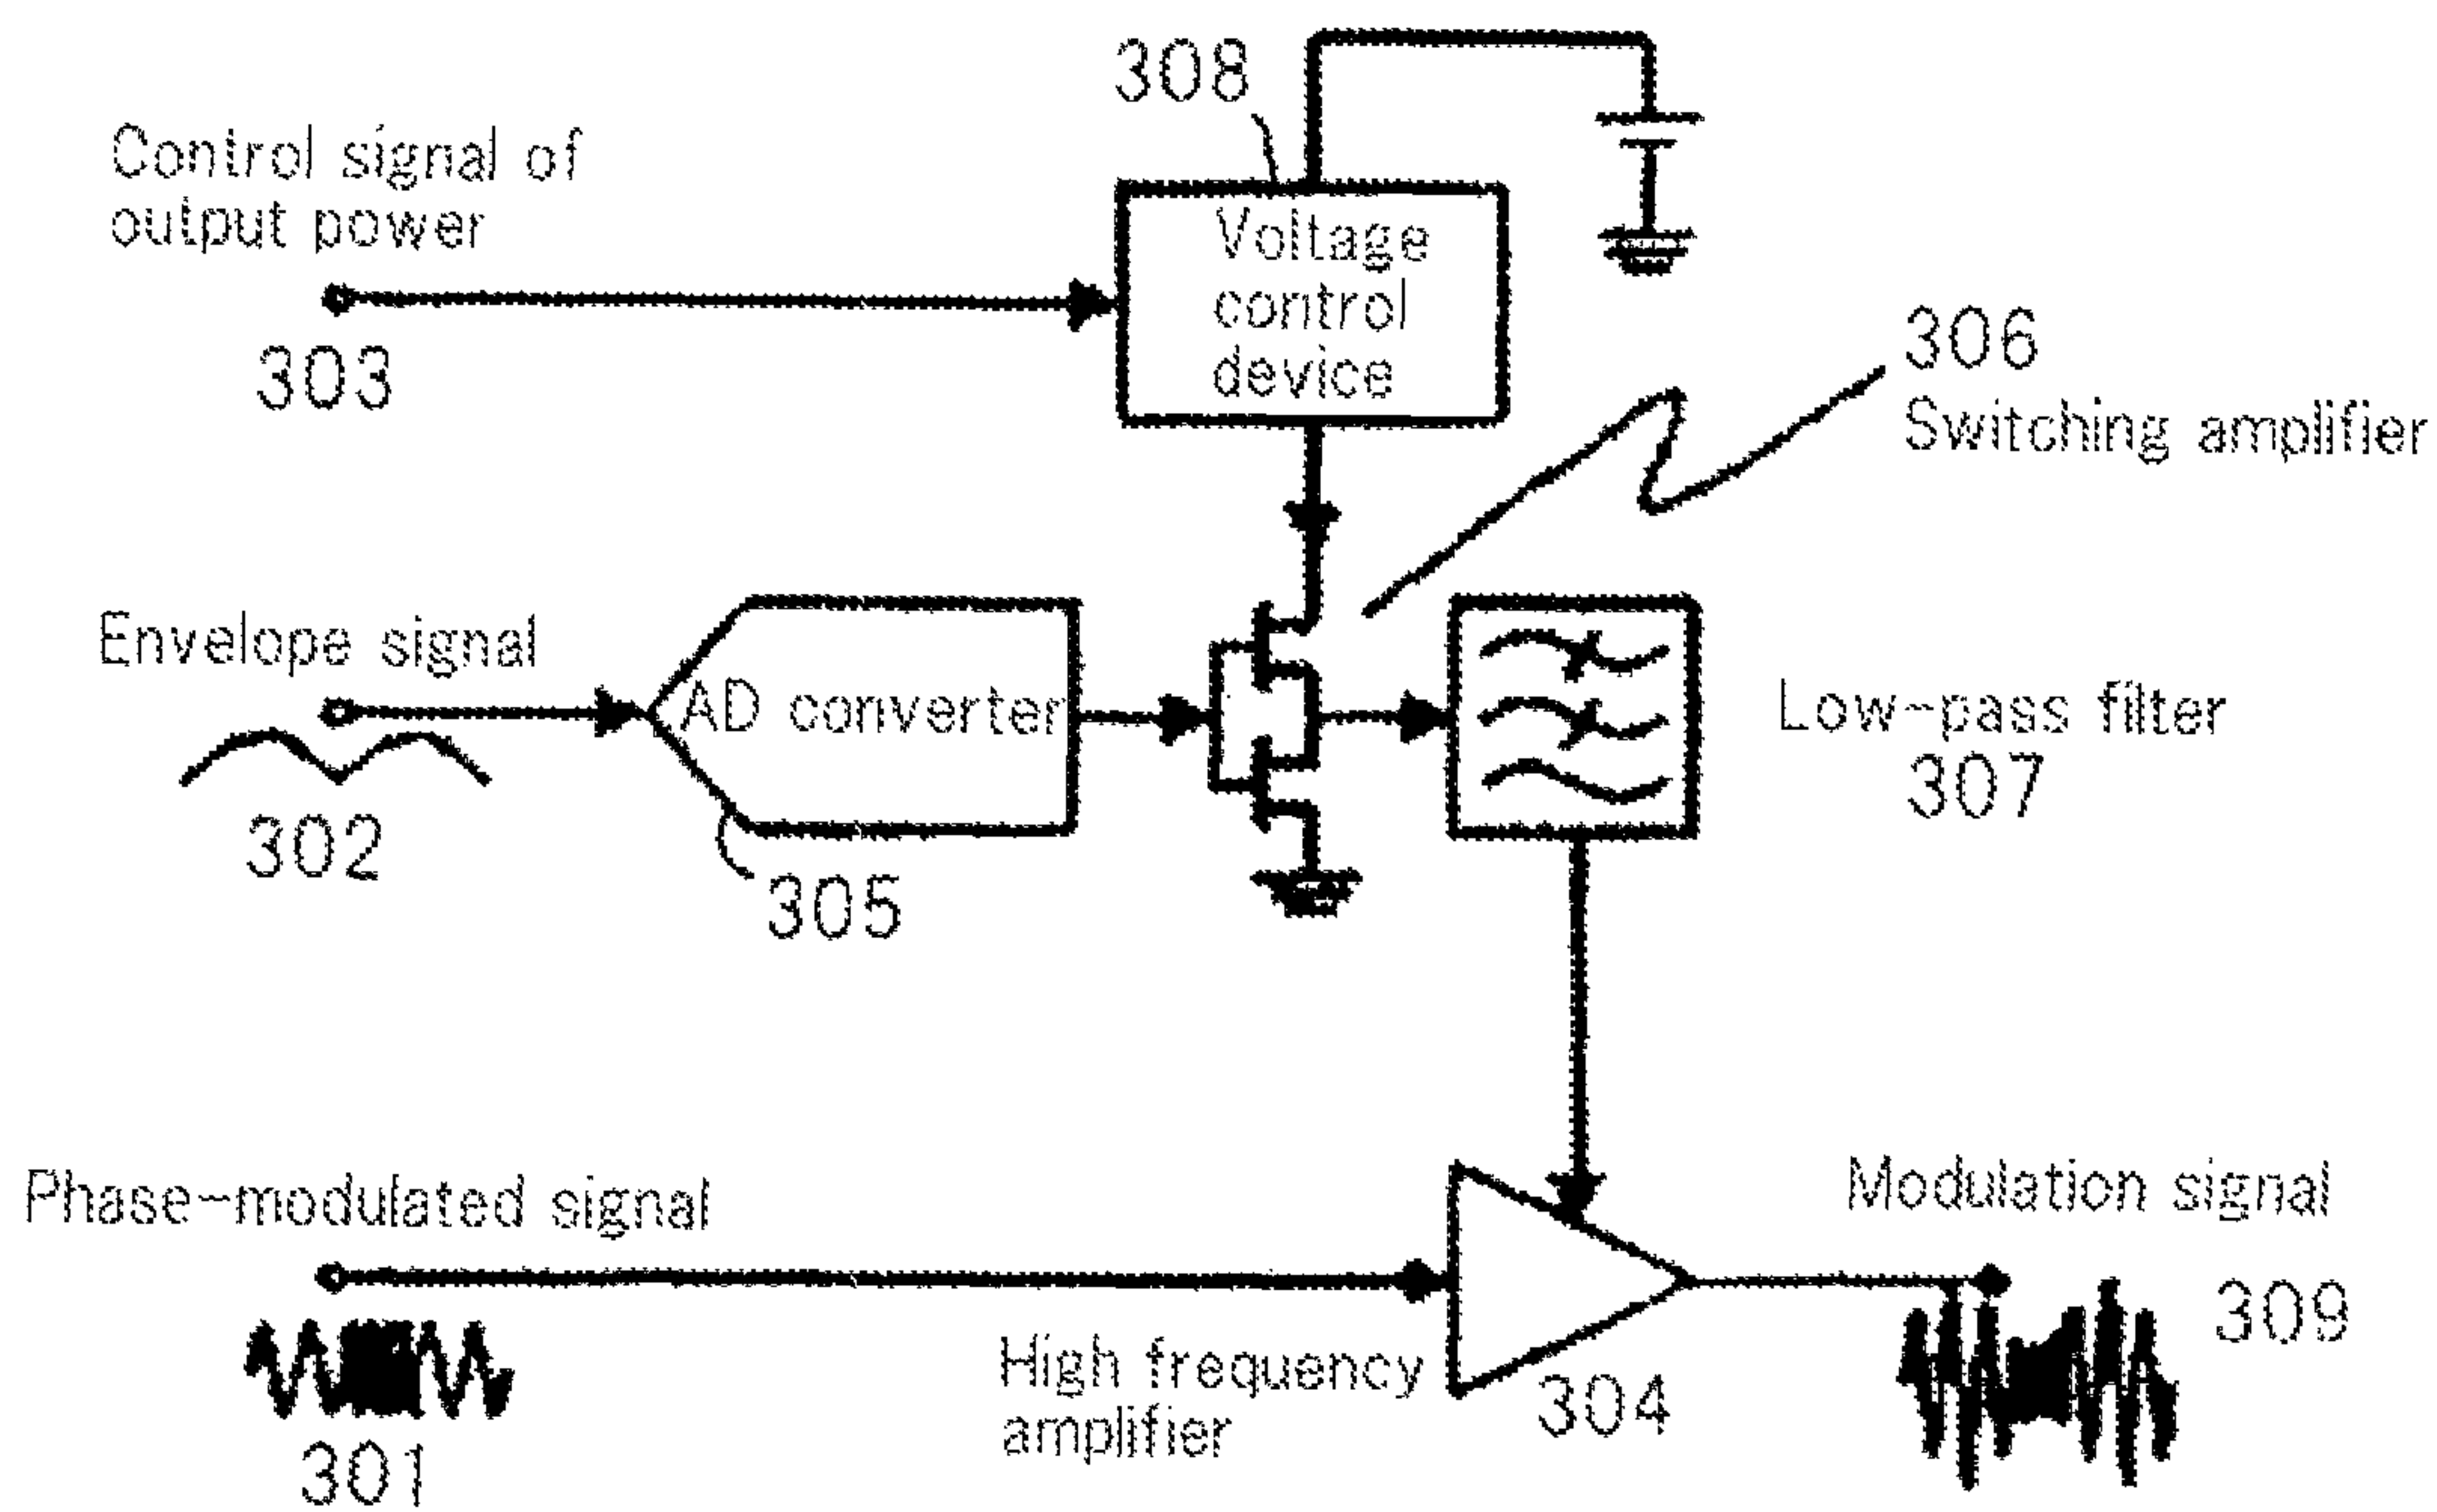 308
Control signal of
output power
303
Voltage
control
device
306
Switching amplifier
Envelope signal
302
AD converter
305
Low-pass filter
307
Phase-modulated signal
301
High frequency
amplifier
304
Modulation signal
309